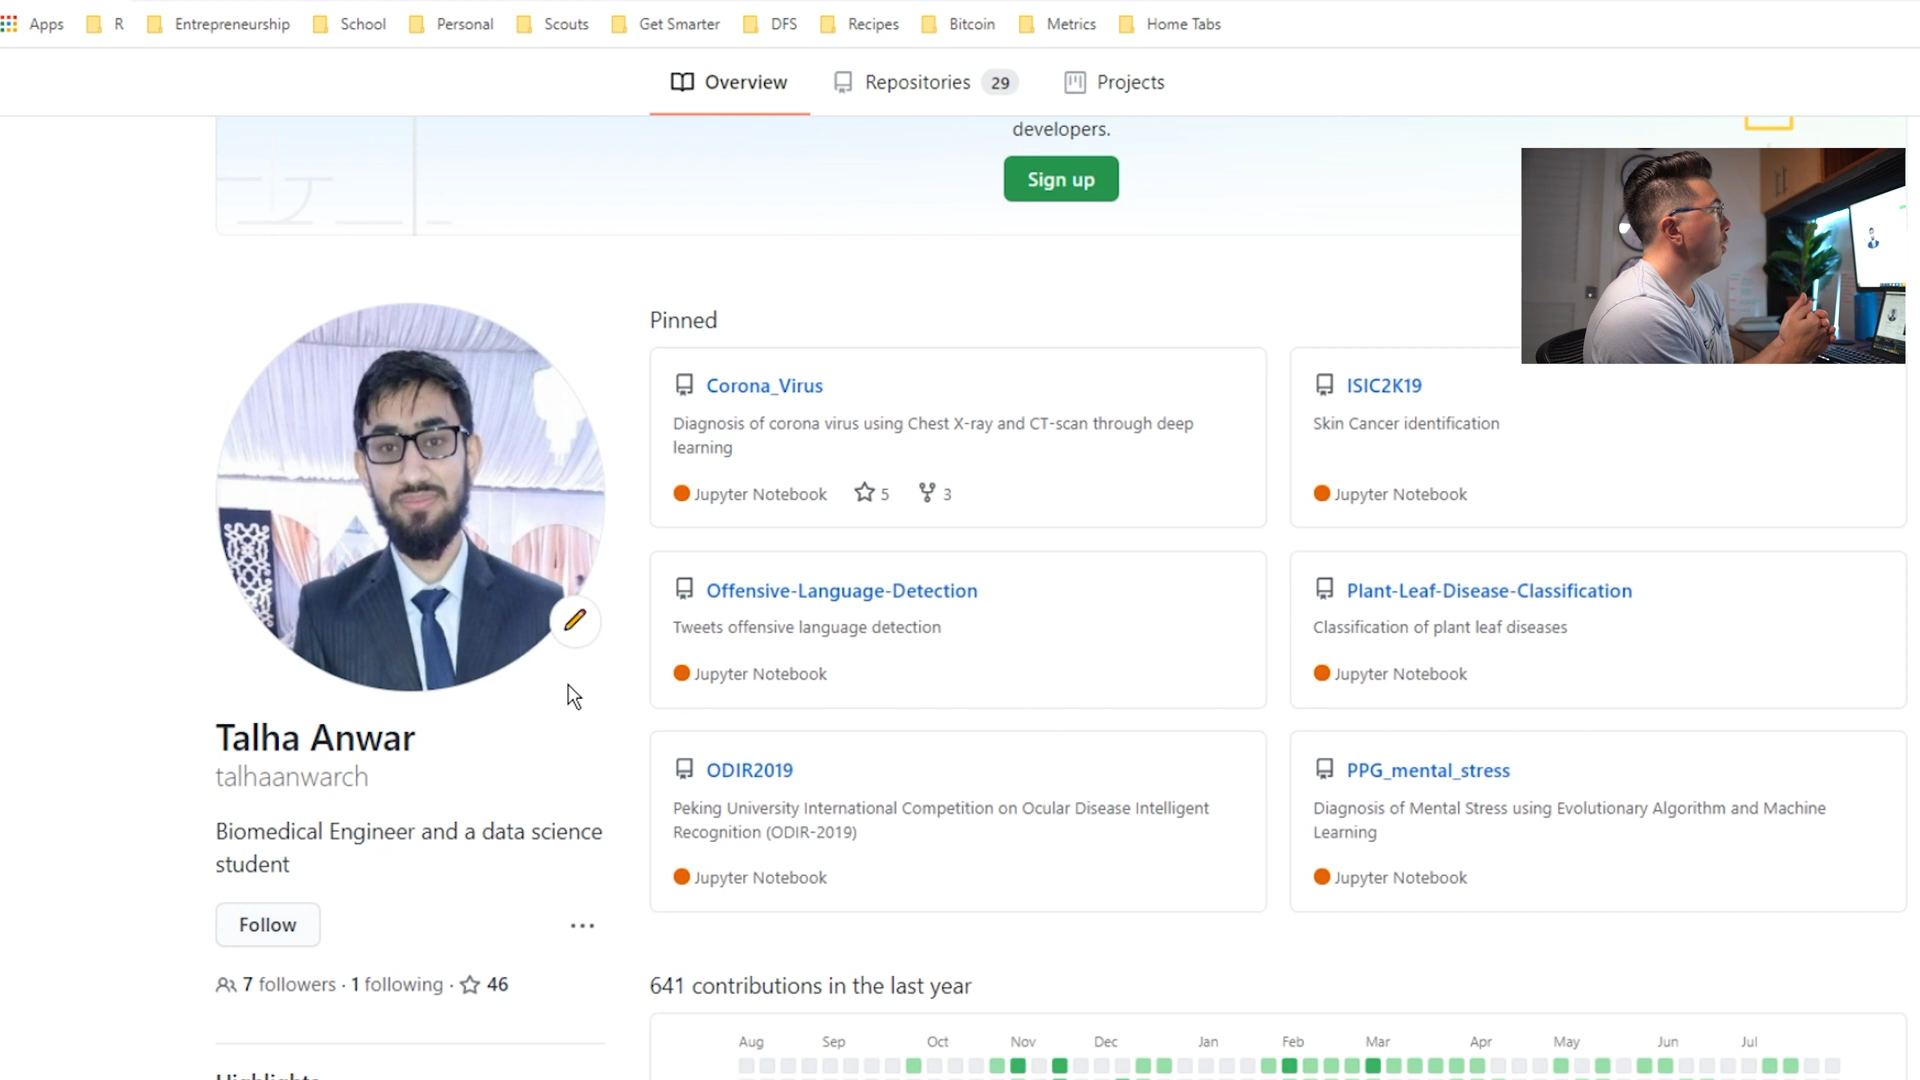 Apps R Entrepreneurship School Personal Scouts Get Smarter DFS Recipes Bitcoin Metrics Home Tabs
Overview Repositories 29 Projects
developers.
Sign up
Pinned
Corona_Virus
Diagnosis of corona virus using Chest X-ray and CT-scan through deep
learning
Jupyter Notebook 5 3
ISIC2K19
Skin Cancer identification
Jupyter Notebook
Offensive-Language-Detection
Tweets offensive language detection
Jupyter Notebook
Plant-Leaf-Disease-Classification
Classification of plant leaf diseases
Jupyter Notebook
ODIR2019
Peking University International Competition on Ocular Disease Intelligent
Recognition (ODIR-2019)
Jupyter Notebook
PPG_mental_stress
Diagnosis of Mental Stress using Evolutionary Algorithm and Machine
Learning
Jupyter Notebook
Talha Anwar
talhaanwarch
Biomedical Engineer and a data science
student
Follow
7 followers · 1 following · 46
Highlights
641 contributions in the last year
Aug Sep Oct Nov Dec Jan Feb Mar Apr May Jun Jul